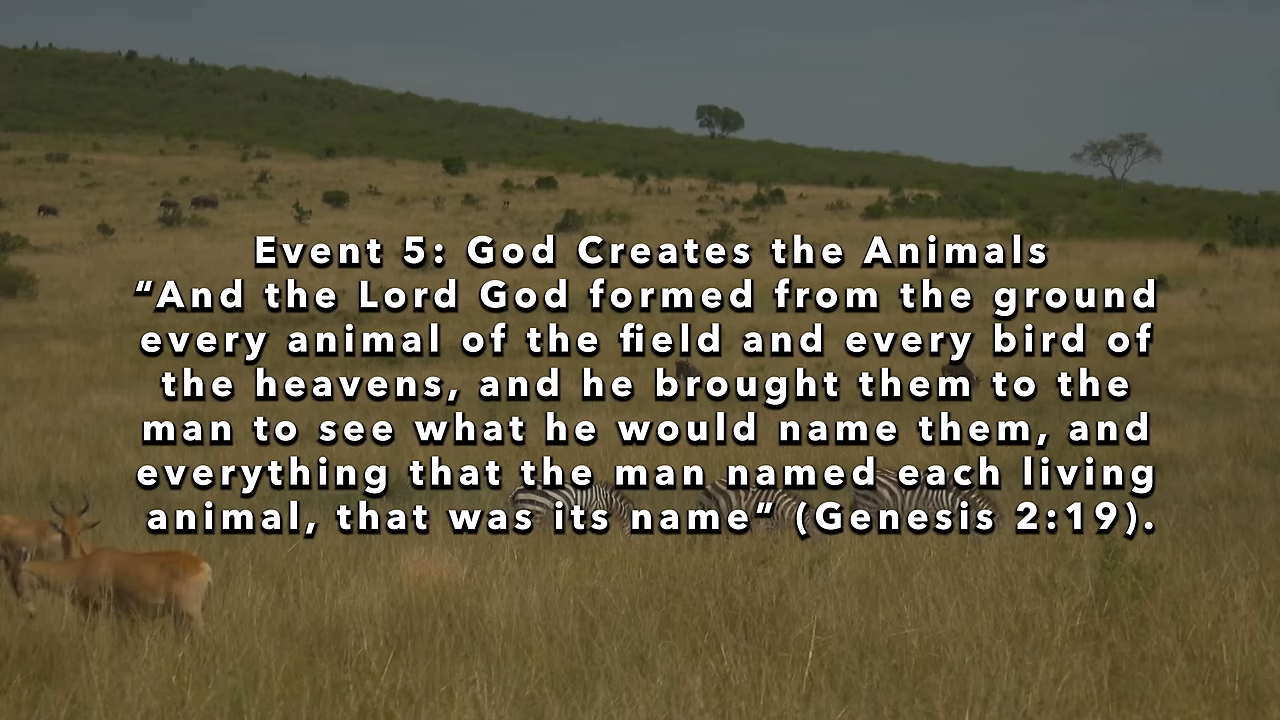 Event 5: God Creates the Animals
“And the Lord God formed from the ground
every animal of the field and every bird of
the heavens, and he brought them to the
man to see what he would name them, and
everything that the man named each living
animal, that was its name” (Genesis 2:19).